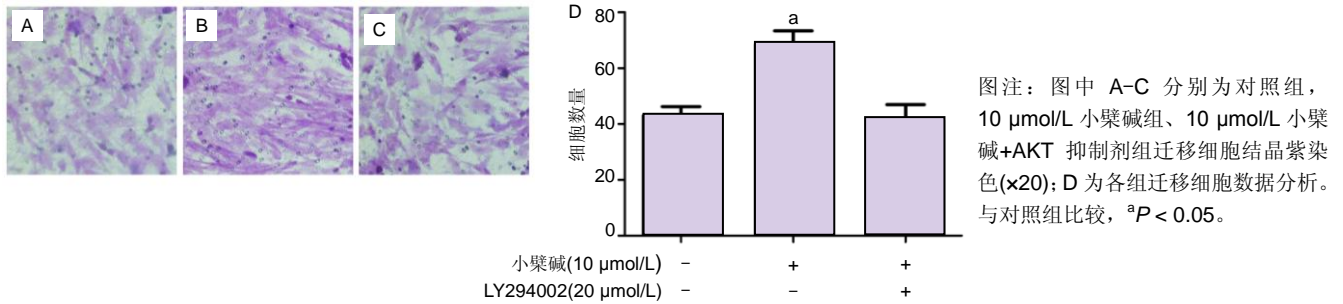 A
B
C
D
80
60
40
20
0
细胞数量
a
小檗碱(10 μmol/L) − + +
LY294002(20 μmol/L) − − +
图注：图中 A−C 分别为对照组，
10 μmol/L 小檗碱组、10 μmol/L 小檗
碱+AKT 抑制剂组迁移细胞结晶紫染
色(×20)；D 为各组迁移细胞数据分析。
与对照组比较，ᵃP < 0.05。